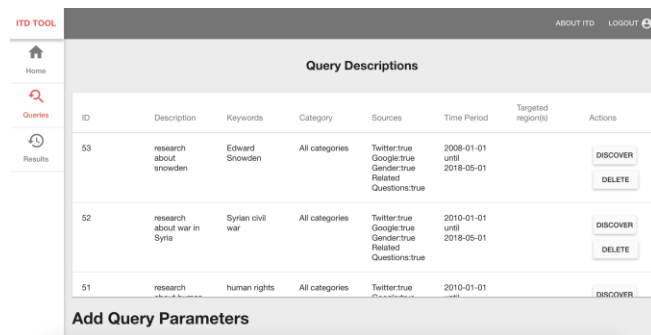 ITD TOOL
ABOUT ITD LOGOUT
Home
Queries
Results
Query Descriptions
ID Description Keywords Category Sources Time Period Targeted region(s) Actions
53 research about snowden Edward Snowden All categories Twitter:true Google:true Gender:true Related Questions:true 2008-01-01 until 2018-05-01 DISCOVER
DELETE
52 research about war in Syria Syrian civil war All categories Twitter:true Google:true Gender:true Related Questions:true 2010-01-01 until 2018-05-01 DISCOVER
DELETE
51 research human rights All categories Twitter:true 2010-01-01 DISCOVER
Add Query Parameters